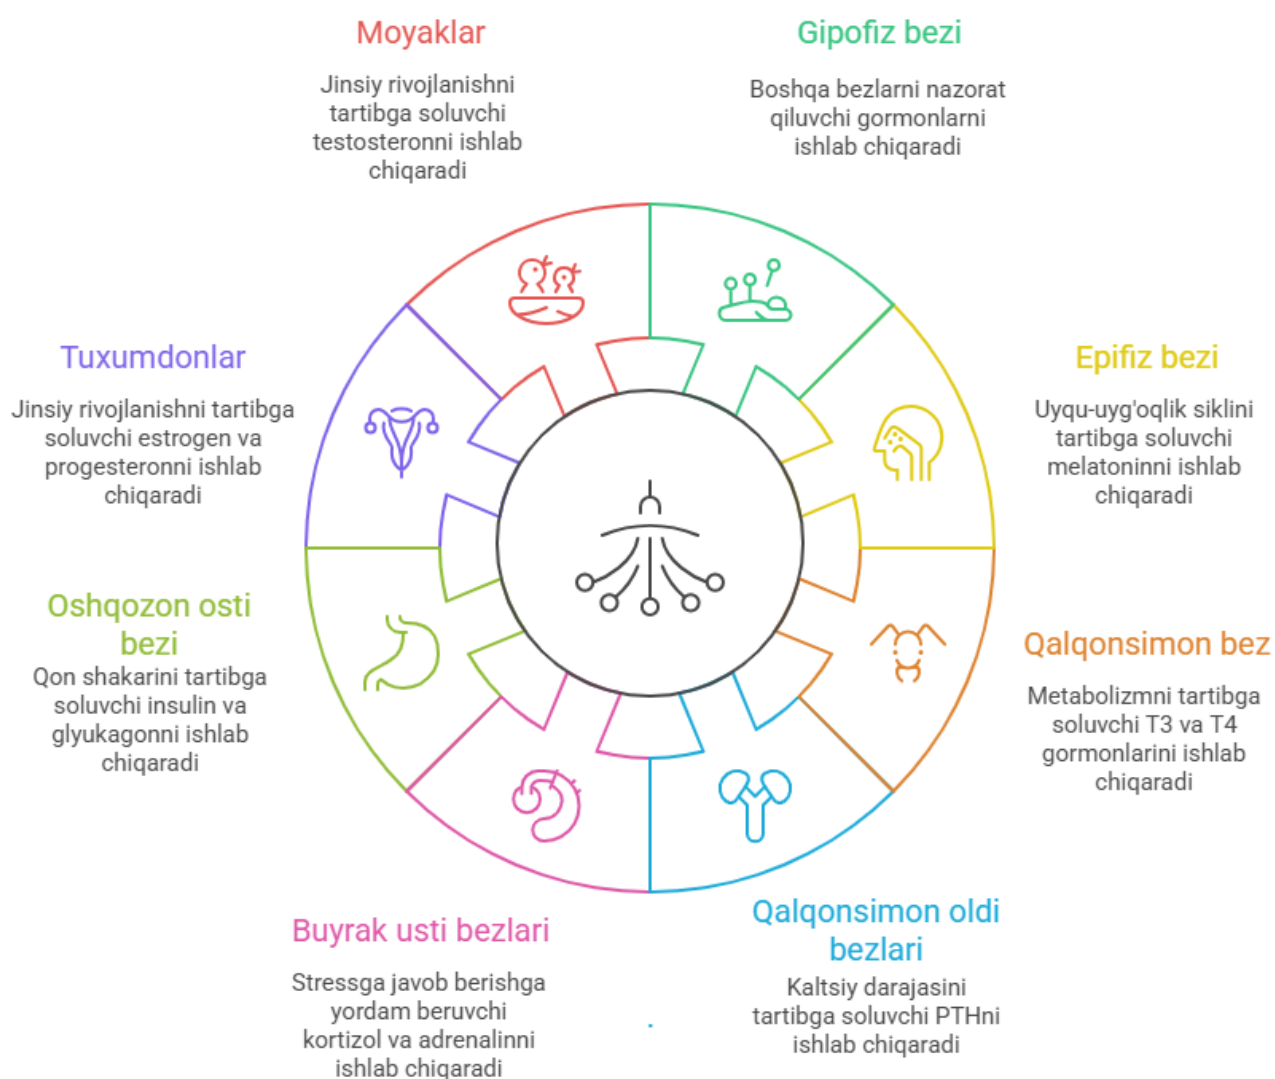 Moyaklar
Jinsiy rivojlanishni
tartibga soluvchi
testosteronni ishlab
chiqaradi
Gipofiz bezi
Boshqa bezlarni nazorat
qiluvchi gormonlarni
ishlab chiqaradi
Tuxumdonlar
Jinsiy rivojlanishni tartibga
soluvchi estrogen va
progesteronni ishlab
chiqaradi
Epifiz bezi
Uyqu-uyg'oqlik siklini
tartibga soluvchi
melatoninni ishlab
chiqaradi
Oshqozon osti
bezi
Qon shakarini tartibga
soluvchi insulin va
glyukagonni ishlab
chiqaradi
Qalqonsimon bez
Metabolizmni tartibga
soluvchi T3 va T4
gormonlarini ishlab
chiqaradi
Buyrak usti bezlari
Stressga javob berishga
yordam beruvchi
kortizol va adrenalinni
ishlab chiqaradi
Qalqonsimon oldi
bezlari
Kaltsiy darajasini
tartibga soluvchi PTHni
ishlab chiqaradi